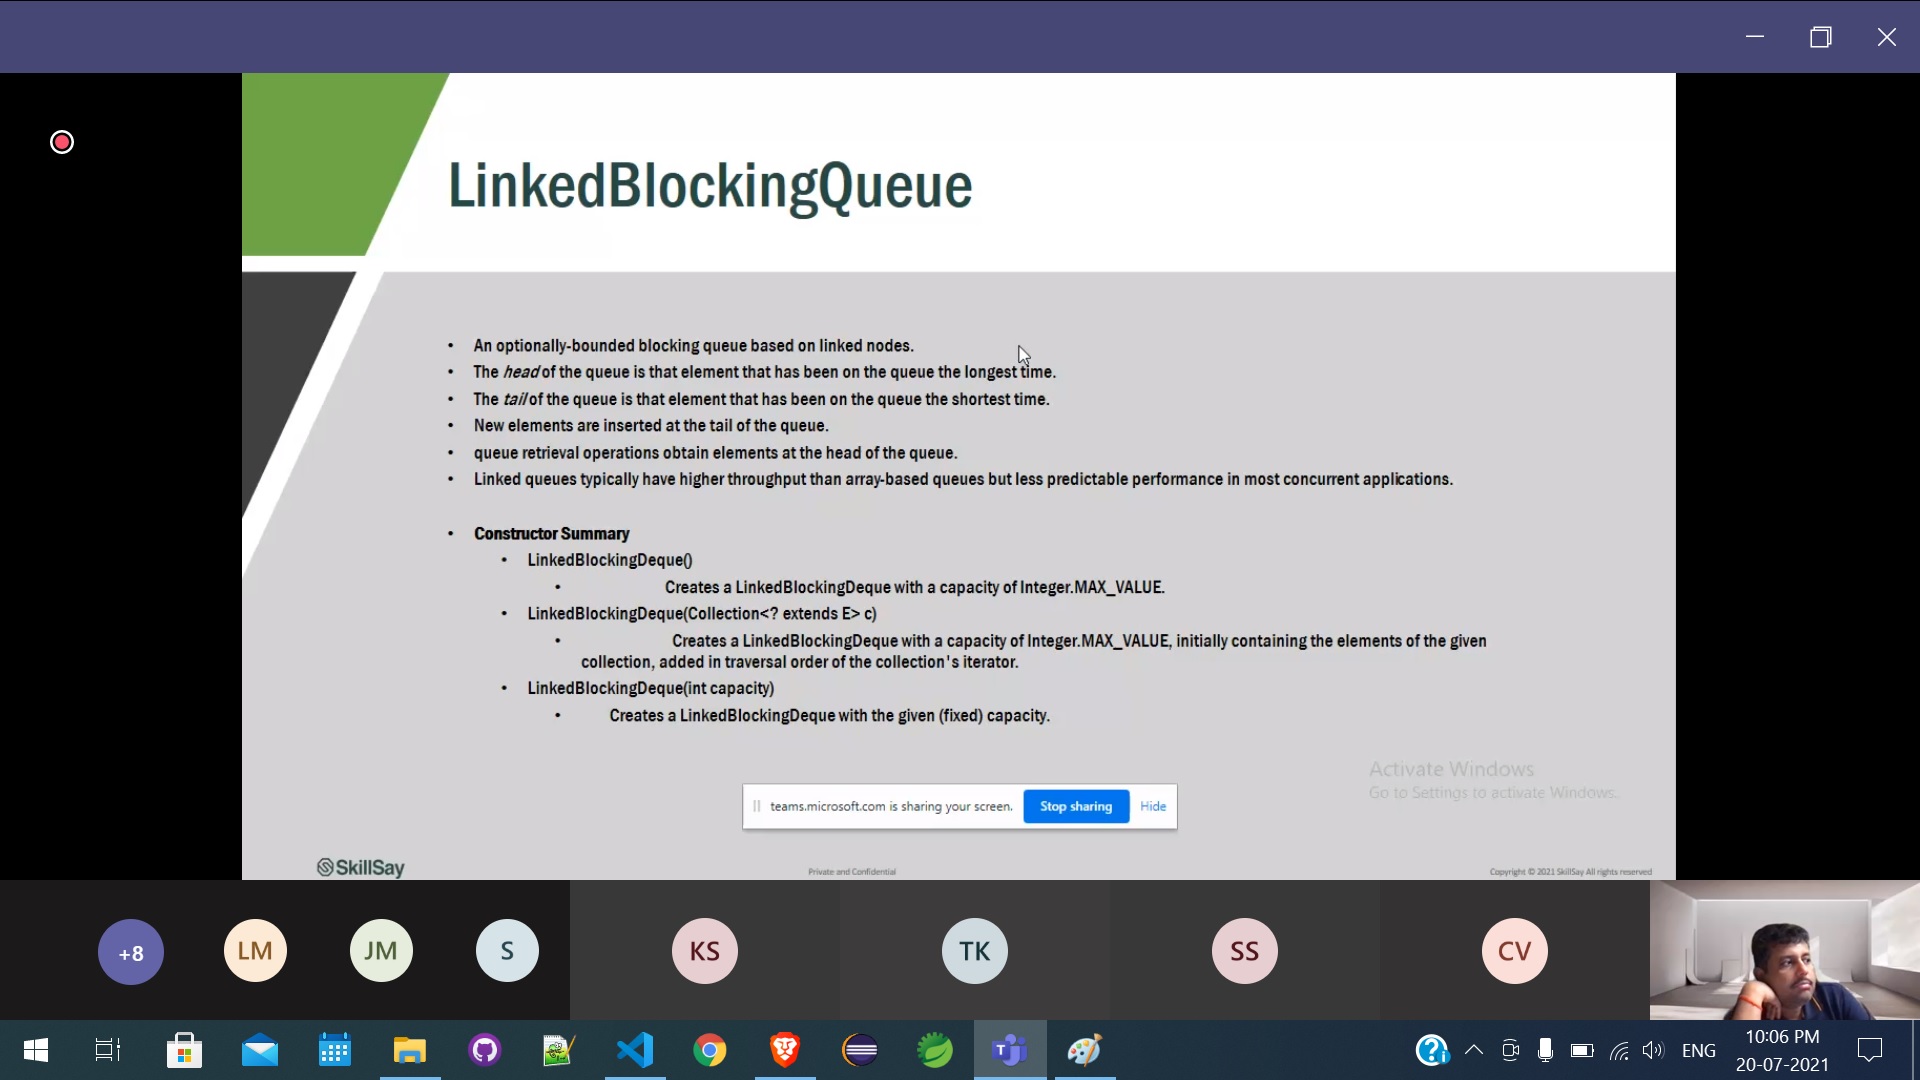 LinkedBlockingQueue
• An optionally-bounded blocking queue based on linked nodes.
• The head of the queue is that element that has been on the queue the longest time.
• The tail of the queue is that element that has been on the queue the shortest time.
• New elements are inserted at the tail of the queue.
• queue retrieval operations obtain elements at the head of the queue.
• Linked queues typically have higher throughput than array-based queues but less predictable performance in most concurrent applications.
• Constructor Summary
• LinkedBlockingDeque()
• Creates a LinkedBlockingDeque with a capacity of Integer.MAX_VALUE.
• LinkedBlockingDeque(Collection<? extends E> c)
• Creates a LinkedBlockingDeque with a capacity of Integer.MAX_VALUE, initially containing the elements of the given
collection, added in traversal order of the collection's iterator.
• LinkedBlockingDeque(int capacity)
• Creates a LinkedBlockingDeque with the given (fixed) capacity.
Activate Windows
Go to Settings to activate Windows.
teams.microsoft.com is sharing your screen. Stop sharing Hide
SkillSay
Private and Confidential
Copyright © 2021 SkillSay All rights reserved
+8 LM JM S KS TK SS CV
ENG
10:06 PM
20-07-2021